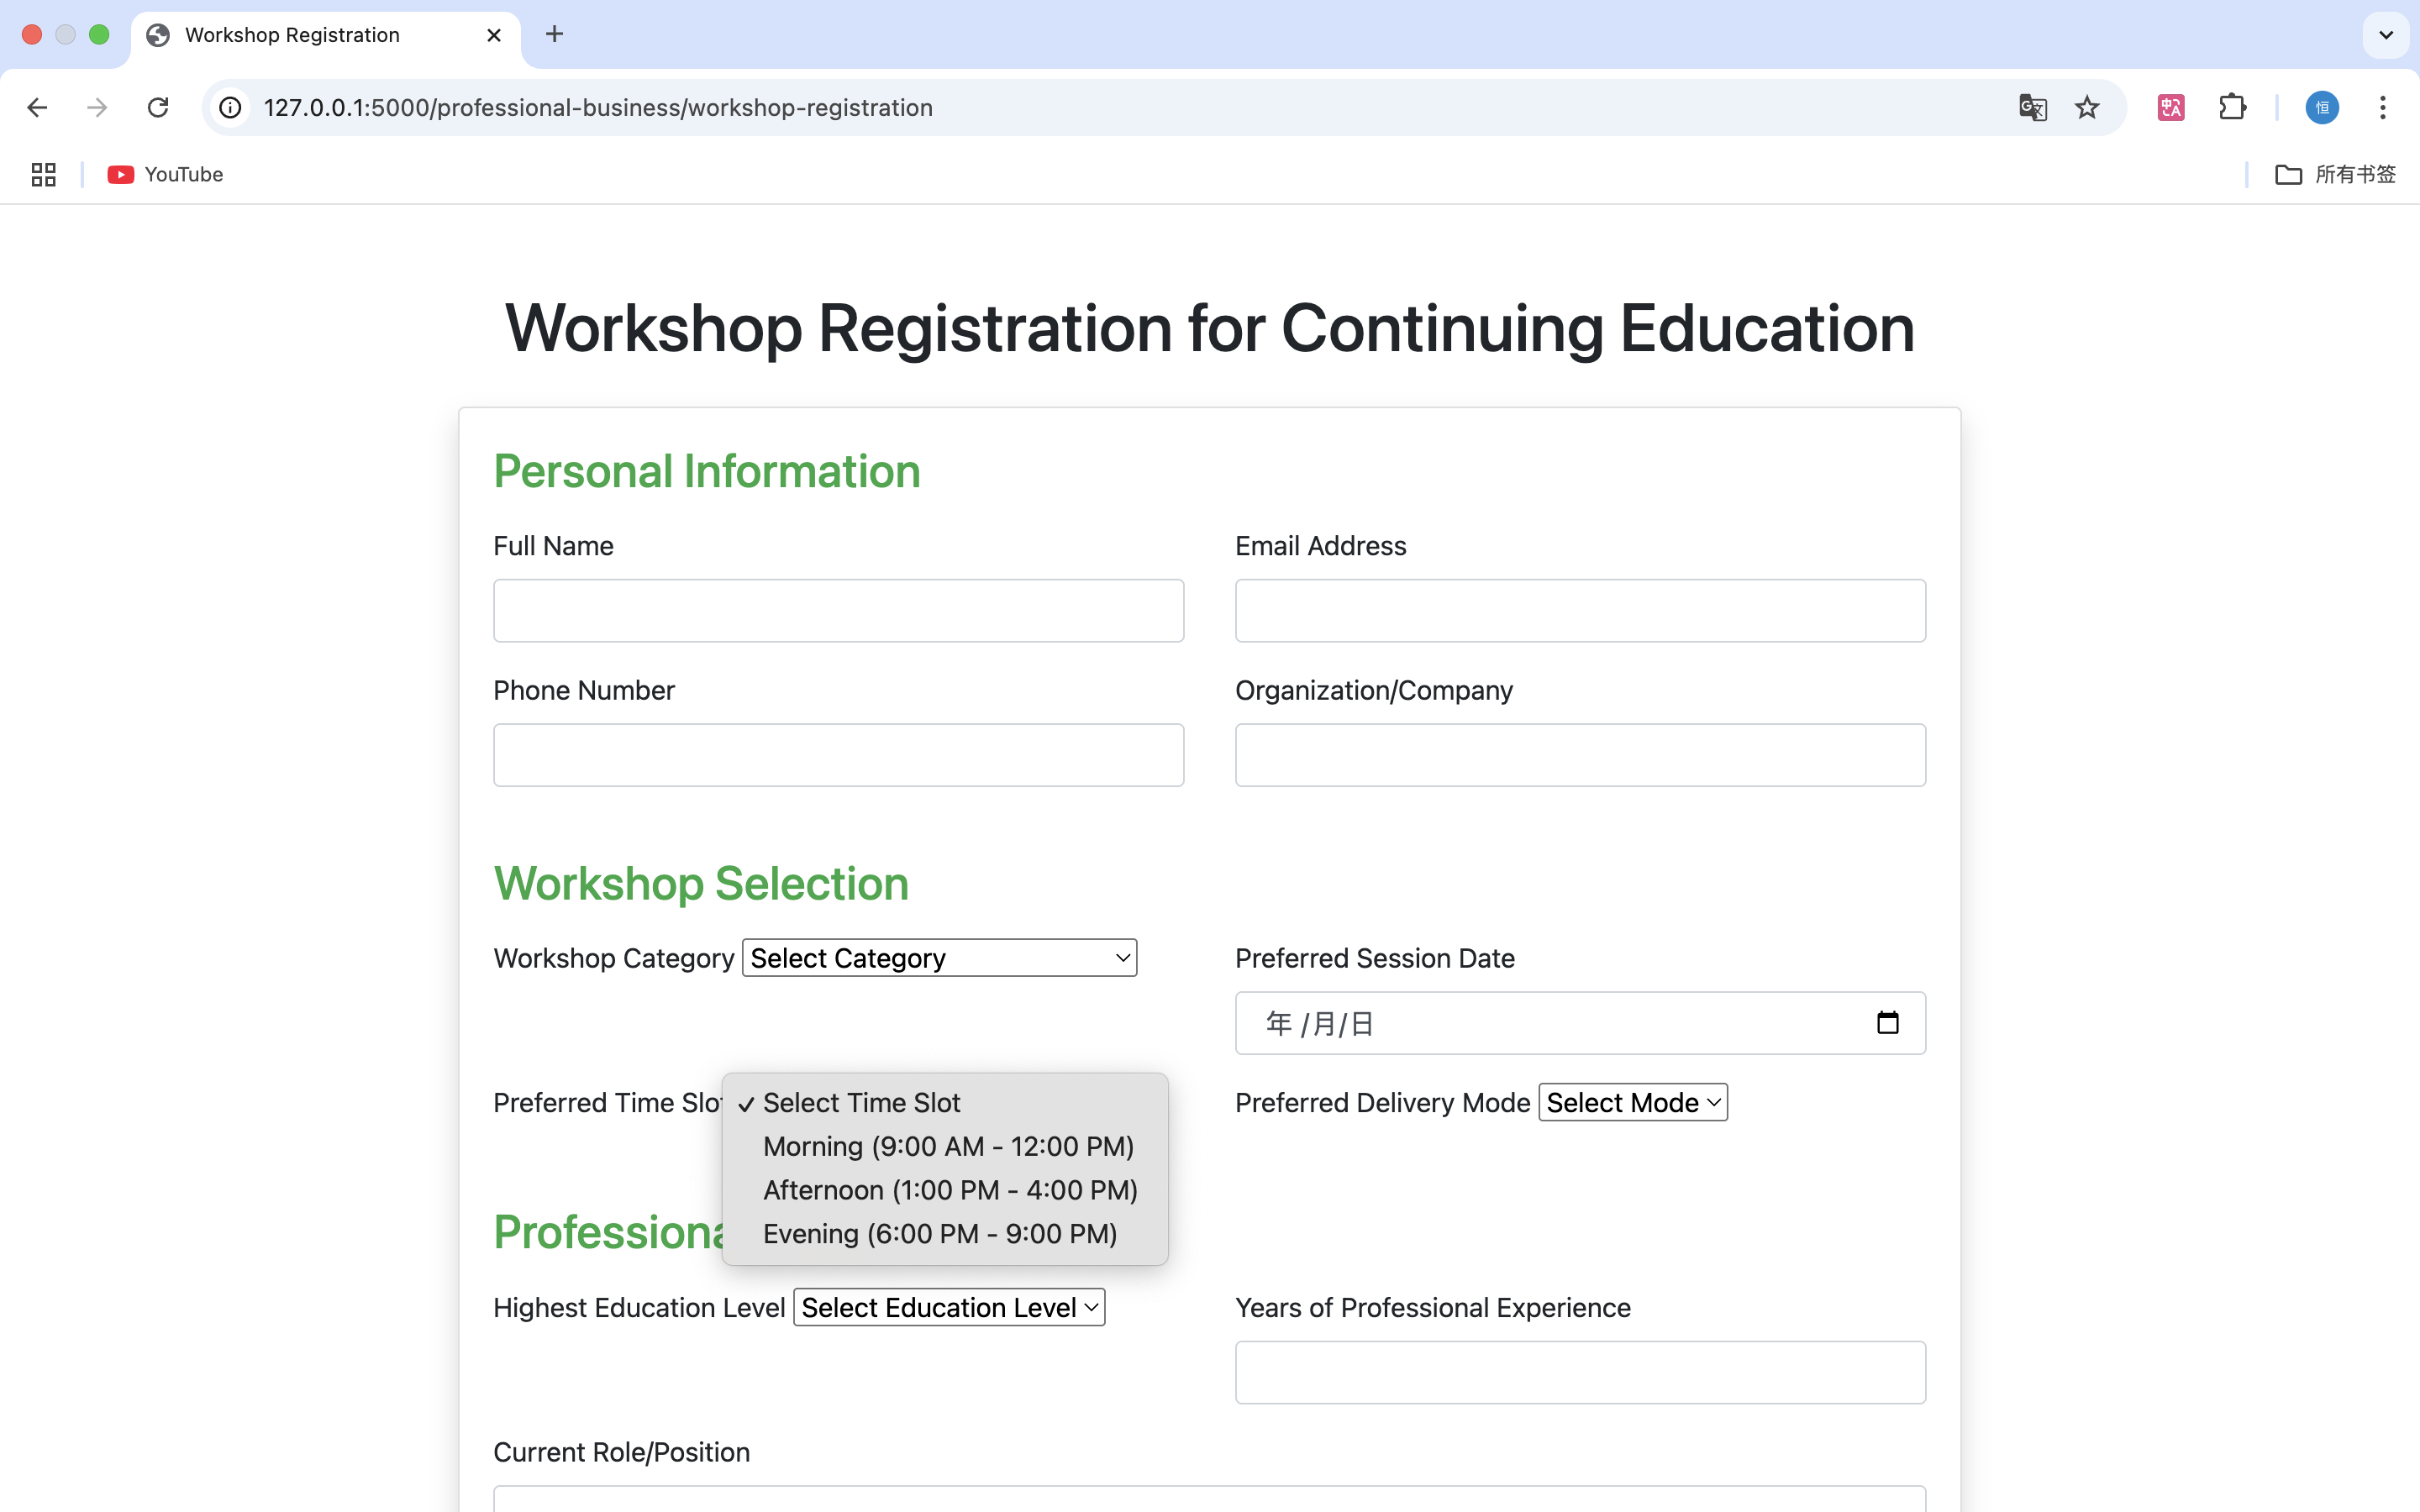 Workshop Registration
127.0.0.1:5000/professional-business/workshop-registration
恒
YouTube
所有书签
Workshop Registration for Continuing Education
Personal Information
Full Name
Email Address
Phone Number
Organization/Company
Workshop Selection
Workshop Category Select Category
Preferred Session Date
年 /月/日
Preferred Time Slot
✓ Select Time Slot
Morning (9:00 AM - 12:00 PM)
Afternoon (1:00 PM - 4:00 PM)
Evening (6:00 PM - 9:00 PM)
Preferred Delivery Mode Select Mode
Professiona
Highest Education Level Select Education Level
Years of Professional Experience
Current Role/Position